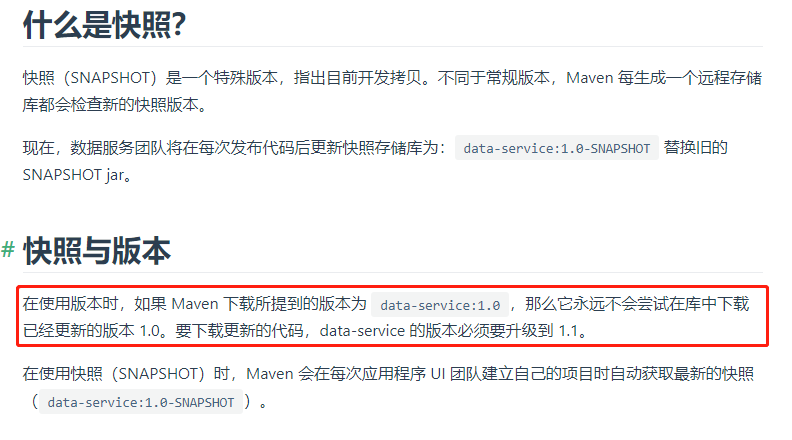 什么是快照？
快照（SNAPSHOT）是一个特殊版本，指出目前开发拷贝。不同于常规版本，Maven 每生成一个远程存储
库都会检查新的快照版本。
现在，数据服务团队将在每次发布代码后更新快照存储库为： data-service:1.0-SNAPSHOT 替换旧的
SNAPSHOT jar。
# 快照与版本
在使用版本时，如果 Maven 下载所提到的版本为 data-service:1.0 ，那么它永远不会尝试在库中下载
已经更新的版本 1.0。要下载更新的代码，data-service 的版本必须要升级到 1.1。
在使用快照（SNAPSHOT）时，Maven 会在每次应用程序 UI 团队建立自己的项目时自动获取最新的快照
（ data-service:1.0-SNAPSHOT ）。